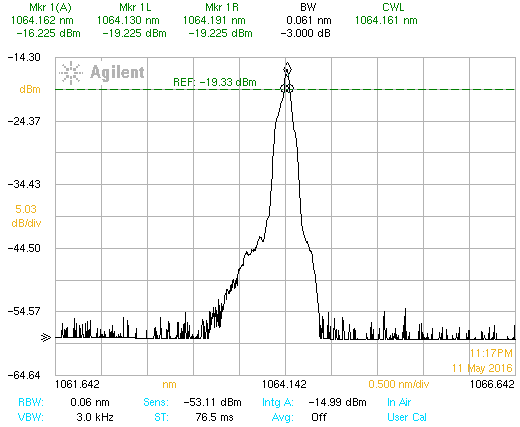 Mkr 1(A) Mkr 1L Mkr 1R BW CWL
1064.162 nm 1064.130 nm 1064.191 nm 0.061 nm 1064.161 nm
−16.225 dBm −19.225 dBm −19.225 dBm −3.000 dB
−14.30
Agilent
REF: −19.33 dBm
dBm
−24.37
−34.43
5.03
dB/div
−44.50
−54.57
11:17PM
11 May 2016
−64.64
1061.642 nm 1064.142 0.500 nm/div 1066.642
RBW: 0.06 nm Sens: −53.11 dBm Intg A: −14.99 dBm In Air
VBW: 3.0 kHz ST: 76.5 ms Avg: Off User Cal